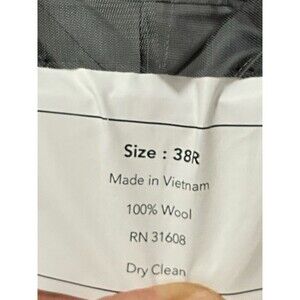 Size : 38R
Made in Vietnam
100% Wool
RN 31608
Dry Clean